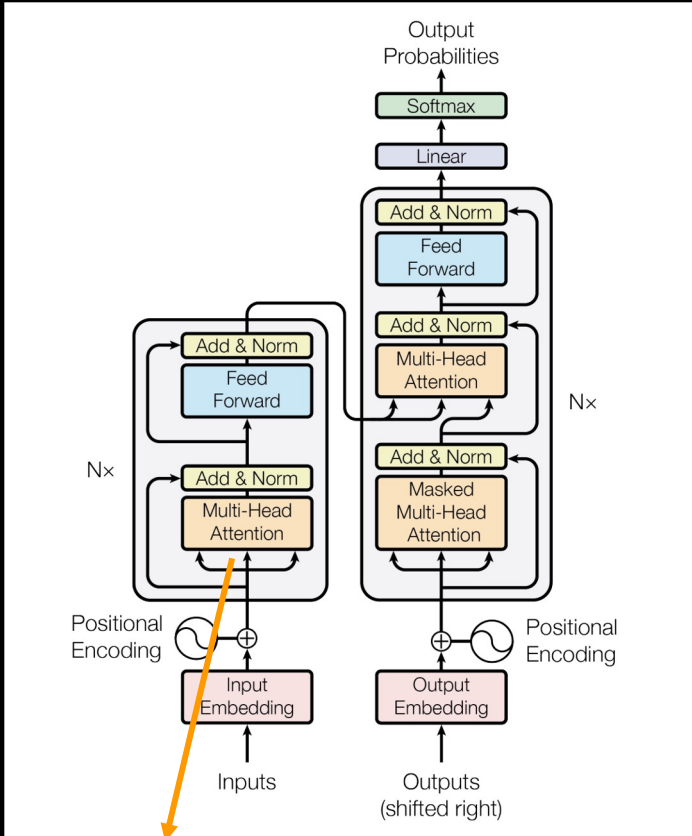 Output
Probabilities
Softmax
Linear
Add & Norm
Feed
Forward
Add & Norm
Multi-Head
Attention
Add & Norm
Masked
Multi-Head
Attention
Nx
Add & Norm
Feed
Forward
Add & Norm
Multi-Head
Attention
Nx
Positional
Encoding
Positional
Encoding
Input
Embedding
Output
Embedding
Inputs
Outputs
(shifted right)